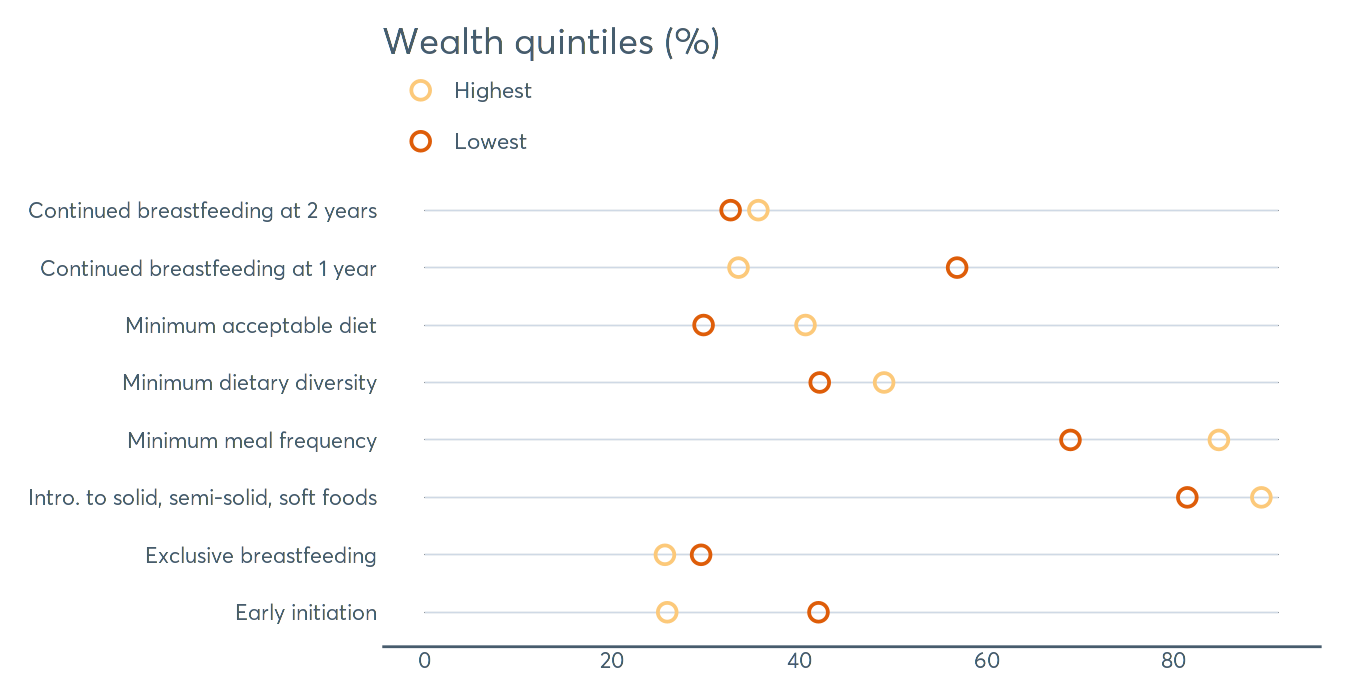 Wealth quintiles (%)
Highest
Lowest
Continued breastfeeding at 2 years
Continued breastfeeding at 1 year
Minimum acceptable diet
Minimum dietary diversity
Minimum meal frequency
Intro. to solid, semi-solid, soft foods
Exclusive breastfeeding
Early initiation
0 20 40 60 80